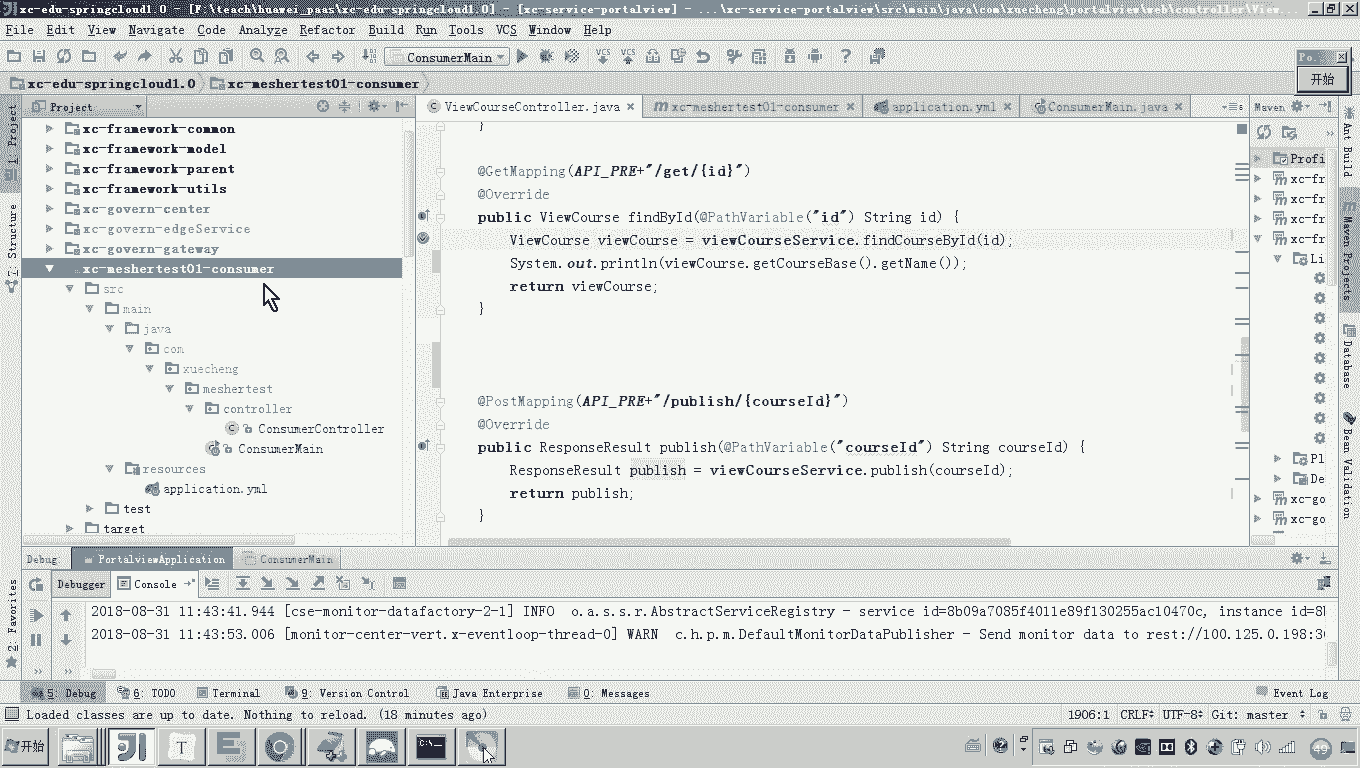 xc-edu-springcloud1.0 - [F:\teach\huawei_paas\xc-edu-springcloud1.0] - [xc-service-portalview] - ...\xc-service-portalview\src\main\java\com\xuecheng\portalview\web\controller\View...
File Edit View Navigate Code Analyze Refactor Build Run Tools VCS Window Help
ConsumerMain
VCS VCS
Po..
开始
xc-edu-springcloud1.0 xc-meshertest01-consumer
Project
ViewCourseController.java xc-meshertest01-consumer application.yml ConsumerMain.java
Maven
1: Project
7: Structure
2: Favorites
xc-framework-common
xc-framework-model
xc-framework-parent
xc-framework-utils
xc-govern-center
xc-govern-edgeService
xc-govern-gateway
xc-meshertest01-consumer
src
main
java
com
xuecheng
meshertest
controller
ConsumerController
ConsumerMain
resources
application.yml
test
target
}
@GetMapping(API_PRE+"/get/{id}")
@Override
public ViewCourse findById(@PathVariable("id") String id) {
ViewCourse viewCourse = viewCourseService.findCourseById(id);
System.out.println(viewCourse.getCourseBase().getName());
return viewCourse;
}
@PostMapping(API_PRE+"/publish/{courseId}")
@Override
public ResponseResult publish(@PathVariable("courseId") String courseId) {
ResponseResult publish = viewCourseService.publish(courseId);
return publish;
}
Profi
xc-fr
xc-fr
xc-fr
xc-fr
Li
Pl
De
xc-go
xc-go
Ant Build
Maven Projects
Database
Bean Validation
Debug: PortalviewApplication ConsumerMain
Debugger Console
2018-08-31 11:43:41.944 [cse-monitor-datafactory-2-1] INFO o.a.s.s.r.AbstractServiceRegistry - service id=8b09a7085f4011e89f130255ac10470c, instance id=8
2018-08-31 11:43:53.006 [monitor-center-vert.x-eventloop-thread-0] WARN c.h.p.m.DefaultMonitorDataPublisher - Send monitor data to rest://100.125.0.198:3
5: Debug 6: TODO Terminal 9: Version Control Java Enterprise 0: Messages Event Log
Loaded classes are up to date. Nothing to reload. (18 minutes ago) 1906:1 CRLF UTF-8 Git: master
开始
49